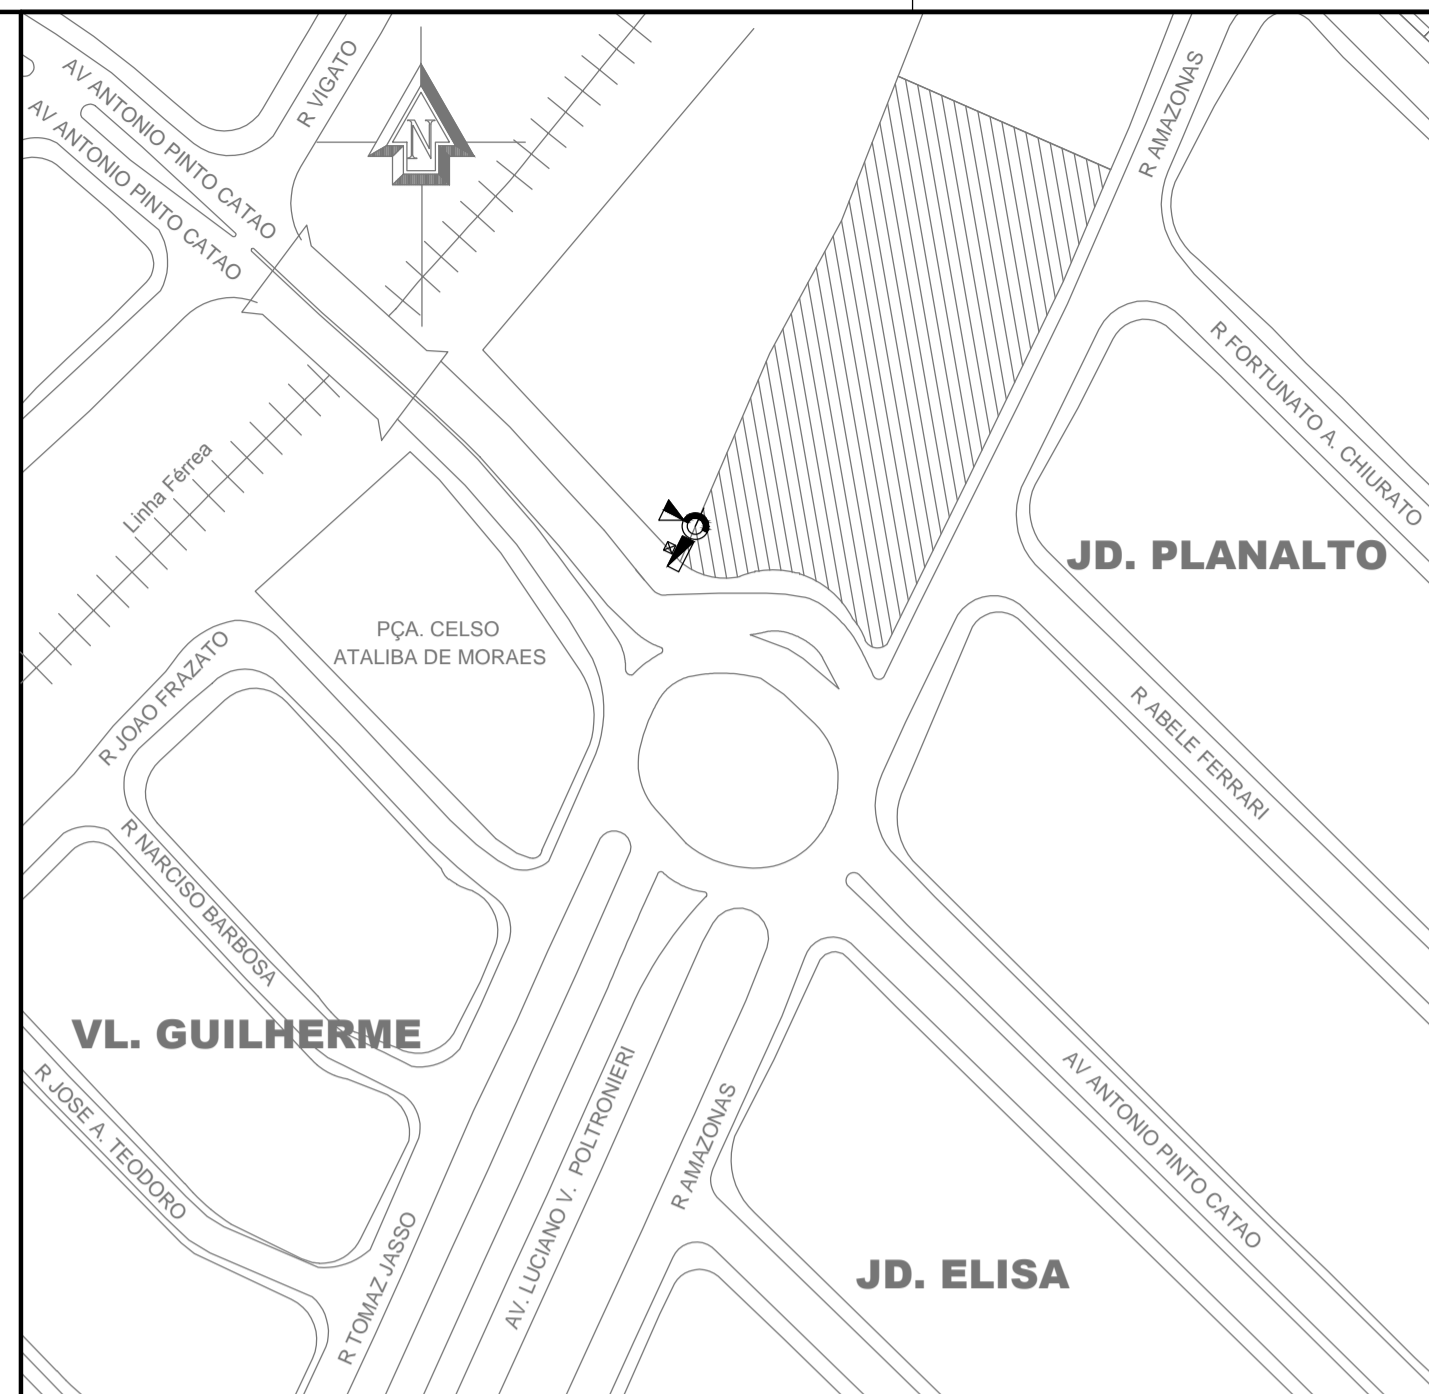 R VIGATO
AV ANTONIO PINTO CATAO
AV ANTONIO PINTO CATAO
N
R AMAZONAS
R FORTUNATO A. CHIURATO
Linha Férrea
JD. PLANALTO
PÇA. CELSO
ATALIBA DE MORAES
R JOAO FRAZATO
R ABELE FERRARI
R NARCISO BARBOSA
VL. GUILHERME
R JOSE A. TEODORO
AV. LUCIANO V. POLTRONIERI
R AMAZONAS
AV ANTONIO PINTO CATAO
R TOMAZ JASSO
JD. ELISA